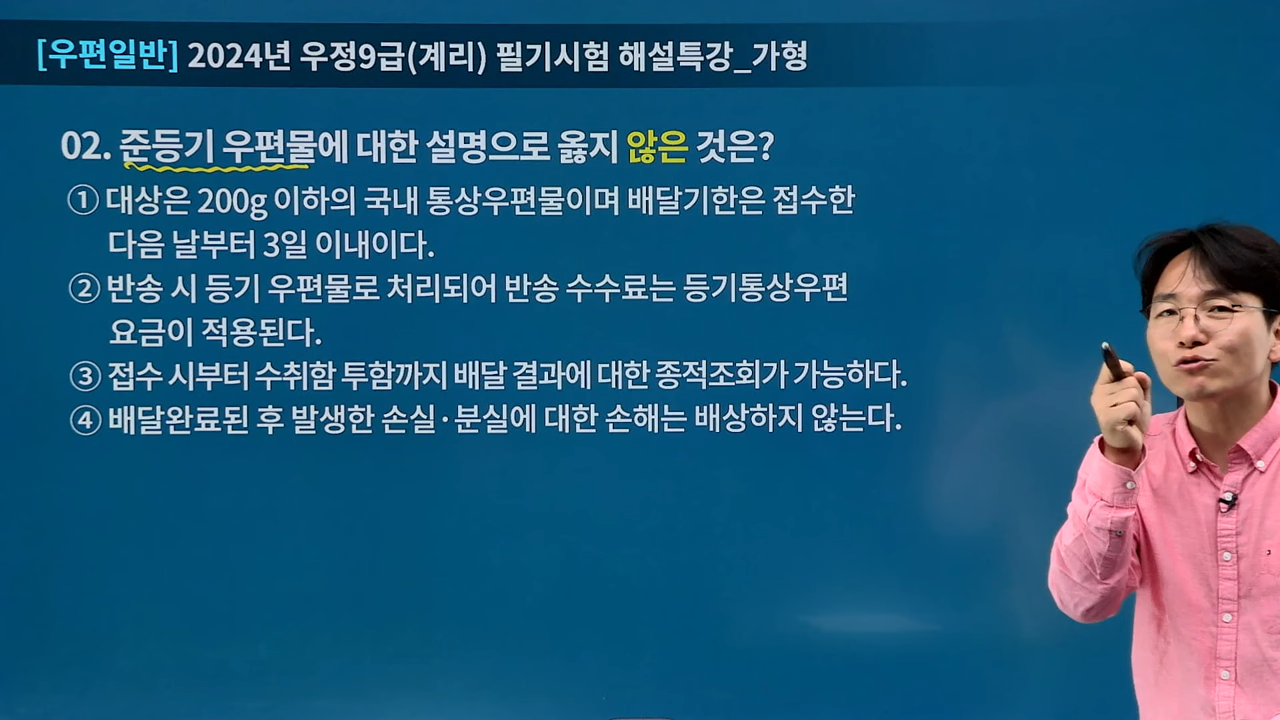 [우편일반] 2024년 우정9급(계리) 필기시험 해설특강_가형
02. 준등기 우편물에 대한 설명으로 옳지 않은 것은?
① 대상은 200g 이하의 국내 통상우편물이며 배달기한은 접수한
다음 날부터 3일 이내이다.
② 반송 시 등기 우편물로 처리되어 반송 수수료는 등기통상우편
요금이 적용된다.
③ 접수 시부터 수취함 투함까지 배달 결과에 대한 종적조회가 가능하다.
④ 배달완료된 후 발생한 손실·분실에 대한 손해는 배상하지 않는다.